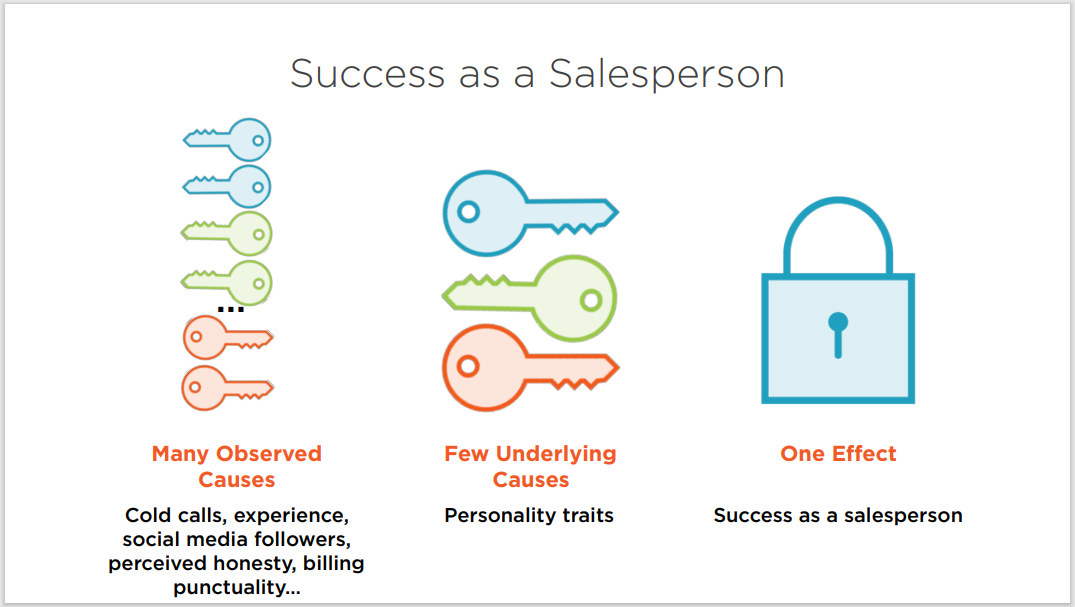 Success as a Salesperson
...
Many Observed
Causes
Cold calls, experience,
social media followers,
perceived honesty, billing
punctuality...
Few Underlying
Causes
Personality traits
One Effect
Success as a salesperson